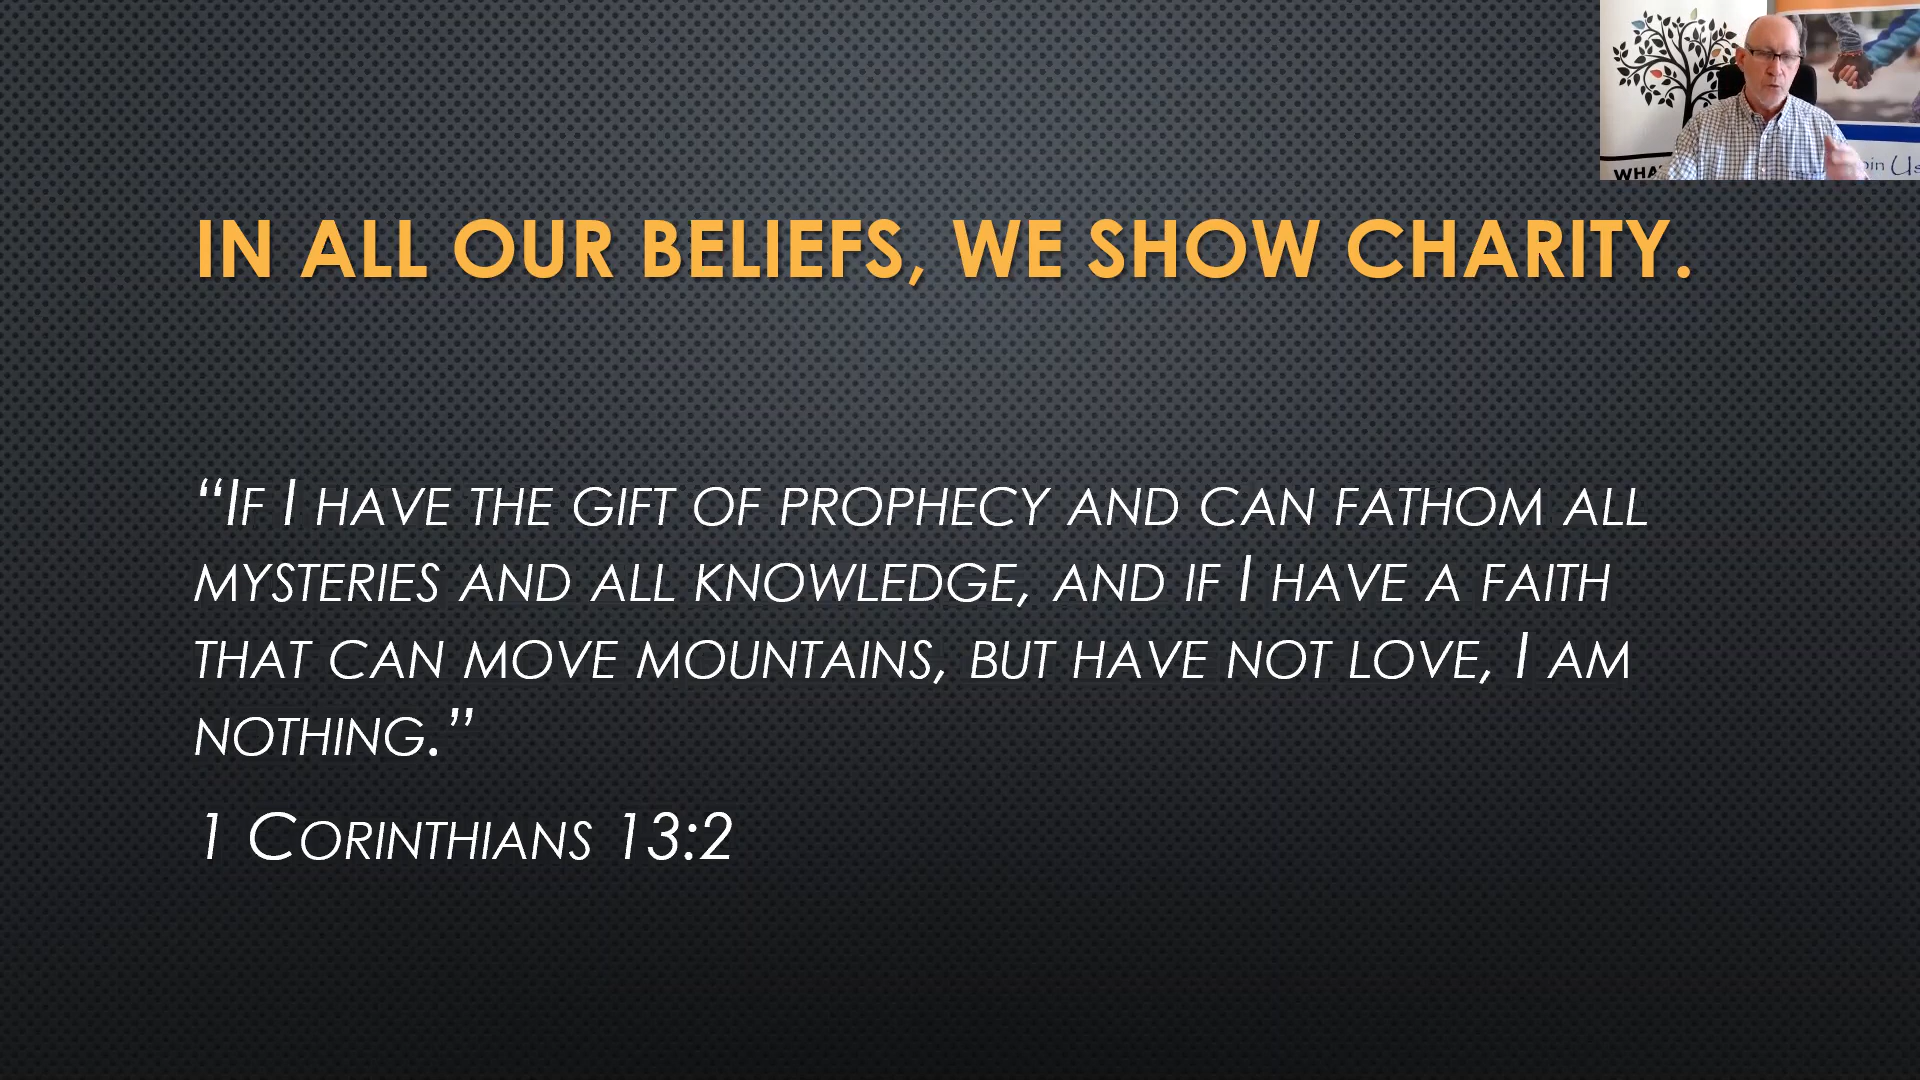 IN ALL OUR BELIEFS, WE SHOW CHARITY.
“IF I HAVE THE GIFT OF PROPHECY AND CAN FATHOM ALL
MYSTERIES AND ALL KNOWLEDGE, AND IF I HAVE A FAITH
THAT CAN MOVE MOUNTAINS, BUT HAVE NOT LOVE, I AM
NOTHING.”
1 CORINTHIANS 13:2